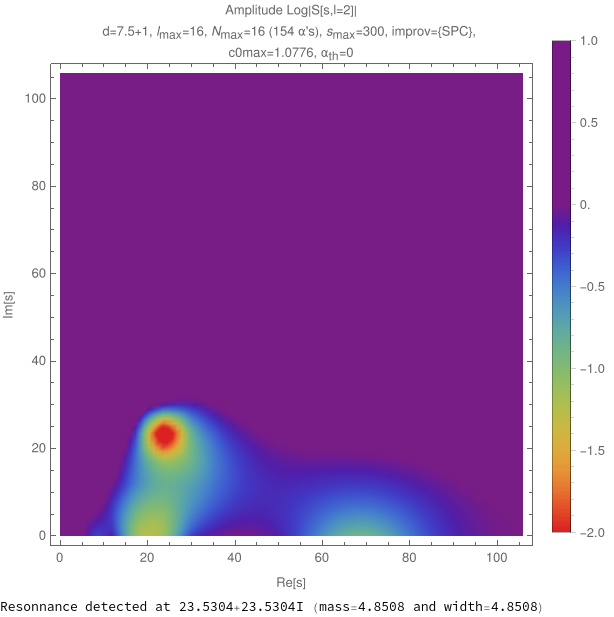 Amplitude Log|S[s,l=2]|
d=7.5+1, lmax=16, Nmax=16 (154 α's), smax=300, improv={SPC},
c0max=1.0776, αth=0
Im[s]
100
80
60
40
20
0
0 20 40 60 80 100
Re[s]
1.0
0.5
0.
−0.5
−1.0
−1.5
−2.0
Resonnance detected at 23.5304+23.5304I (mass=4.8508 and width=4.8508)